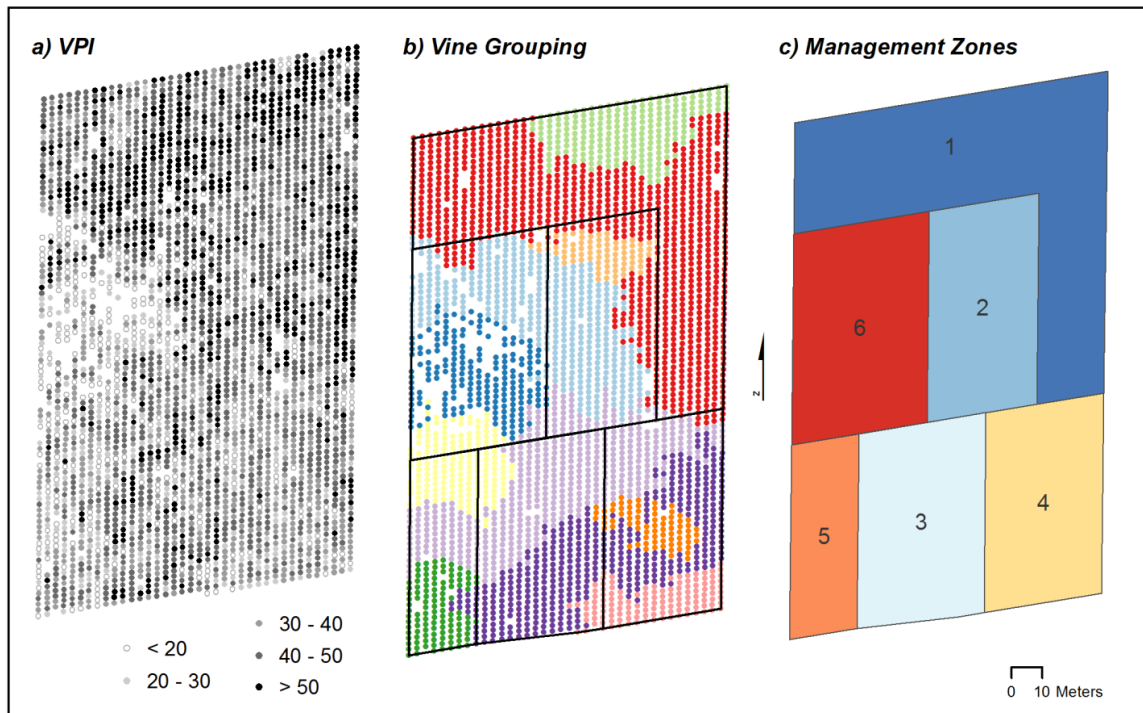 a) VPI
b) Vine Grouping
c) Management Zones
1
6
2
z
5
3
4
< 20
20 - 30
30 - 40
40 - 50
> 50
0 10 Meters